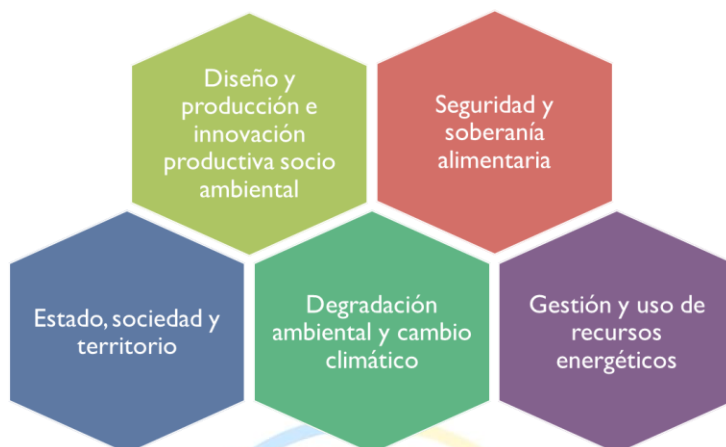 Diseño y
producción e
innovación
productiva socio
ambiental
Seguridad y
soberanía
alimentaria
Estado, sociedad y
territorio
Degradación
ambiental y cambio
climático
Gestión y uso de
recursos
energéticos